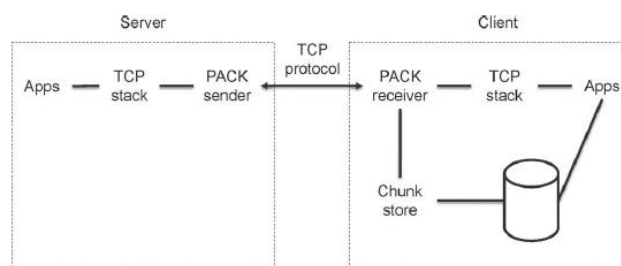 Server
Client
TCP
protocol
Apps
TCP
stack
PACK
sender
PACK
receiver
TCP
stack
Apps
Chunk
store